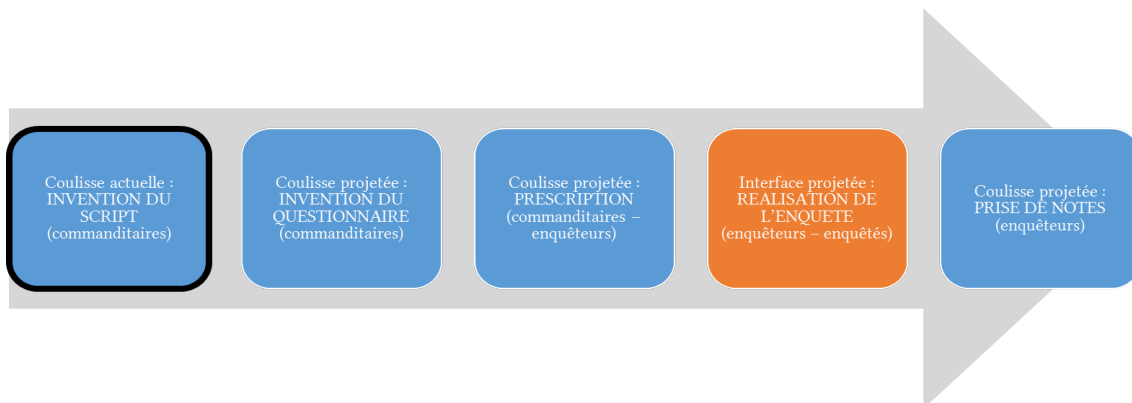 Coulisse actuelle :
INVENTION DU
SCRIPT
(commanditaires)
Coulisse projetée :
INVENTION DU
QUESTIONNAIRE
(commanditaires)
Coulisse projetée :
PRESCRIPTION
(commanditaires –
enquêteurs)
Interface projetée :
REALISATION DE
L’ENQUETE
(enquêteurs – enquêtés)
Coulisse projetée :
PRISE DE NOTES
(enquêteurs)